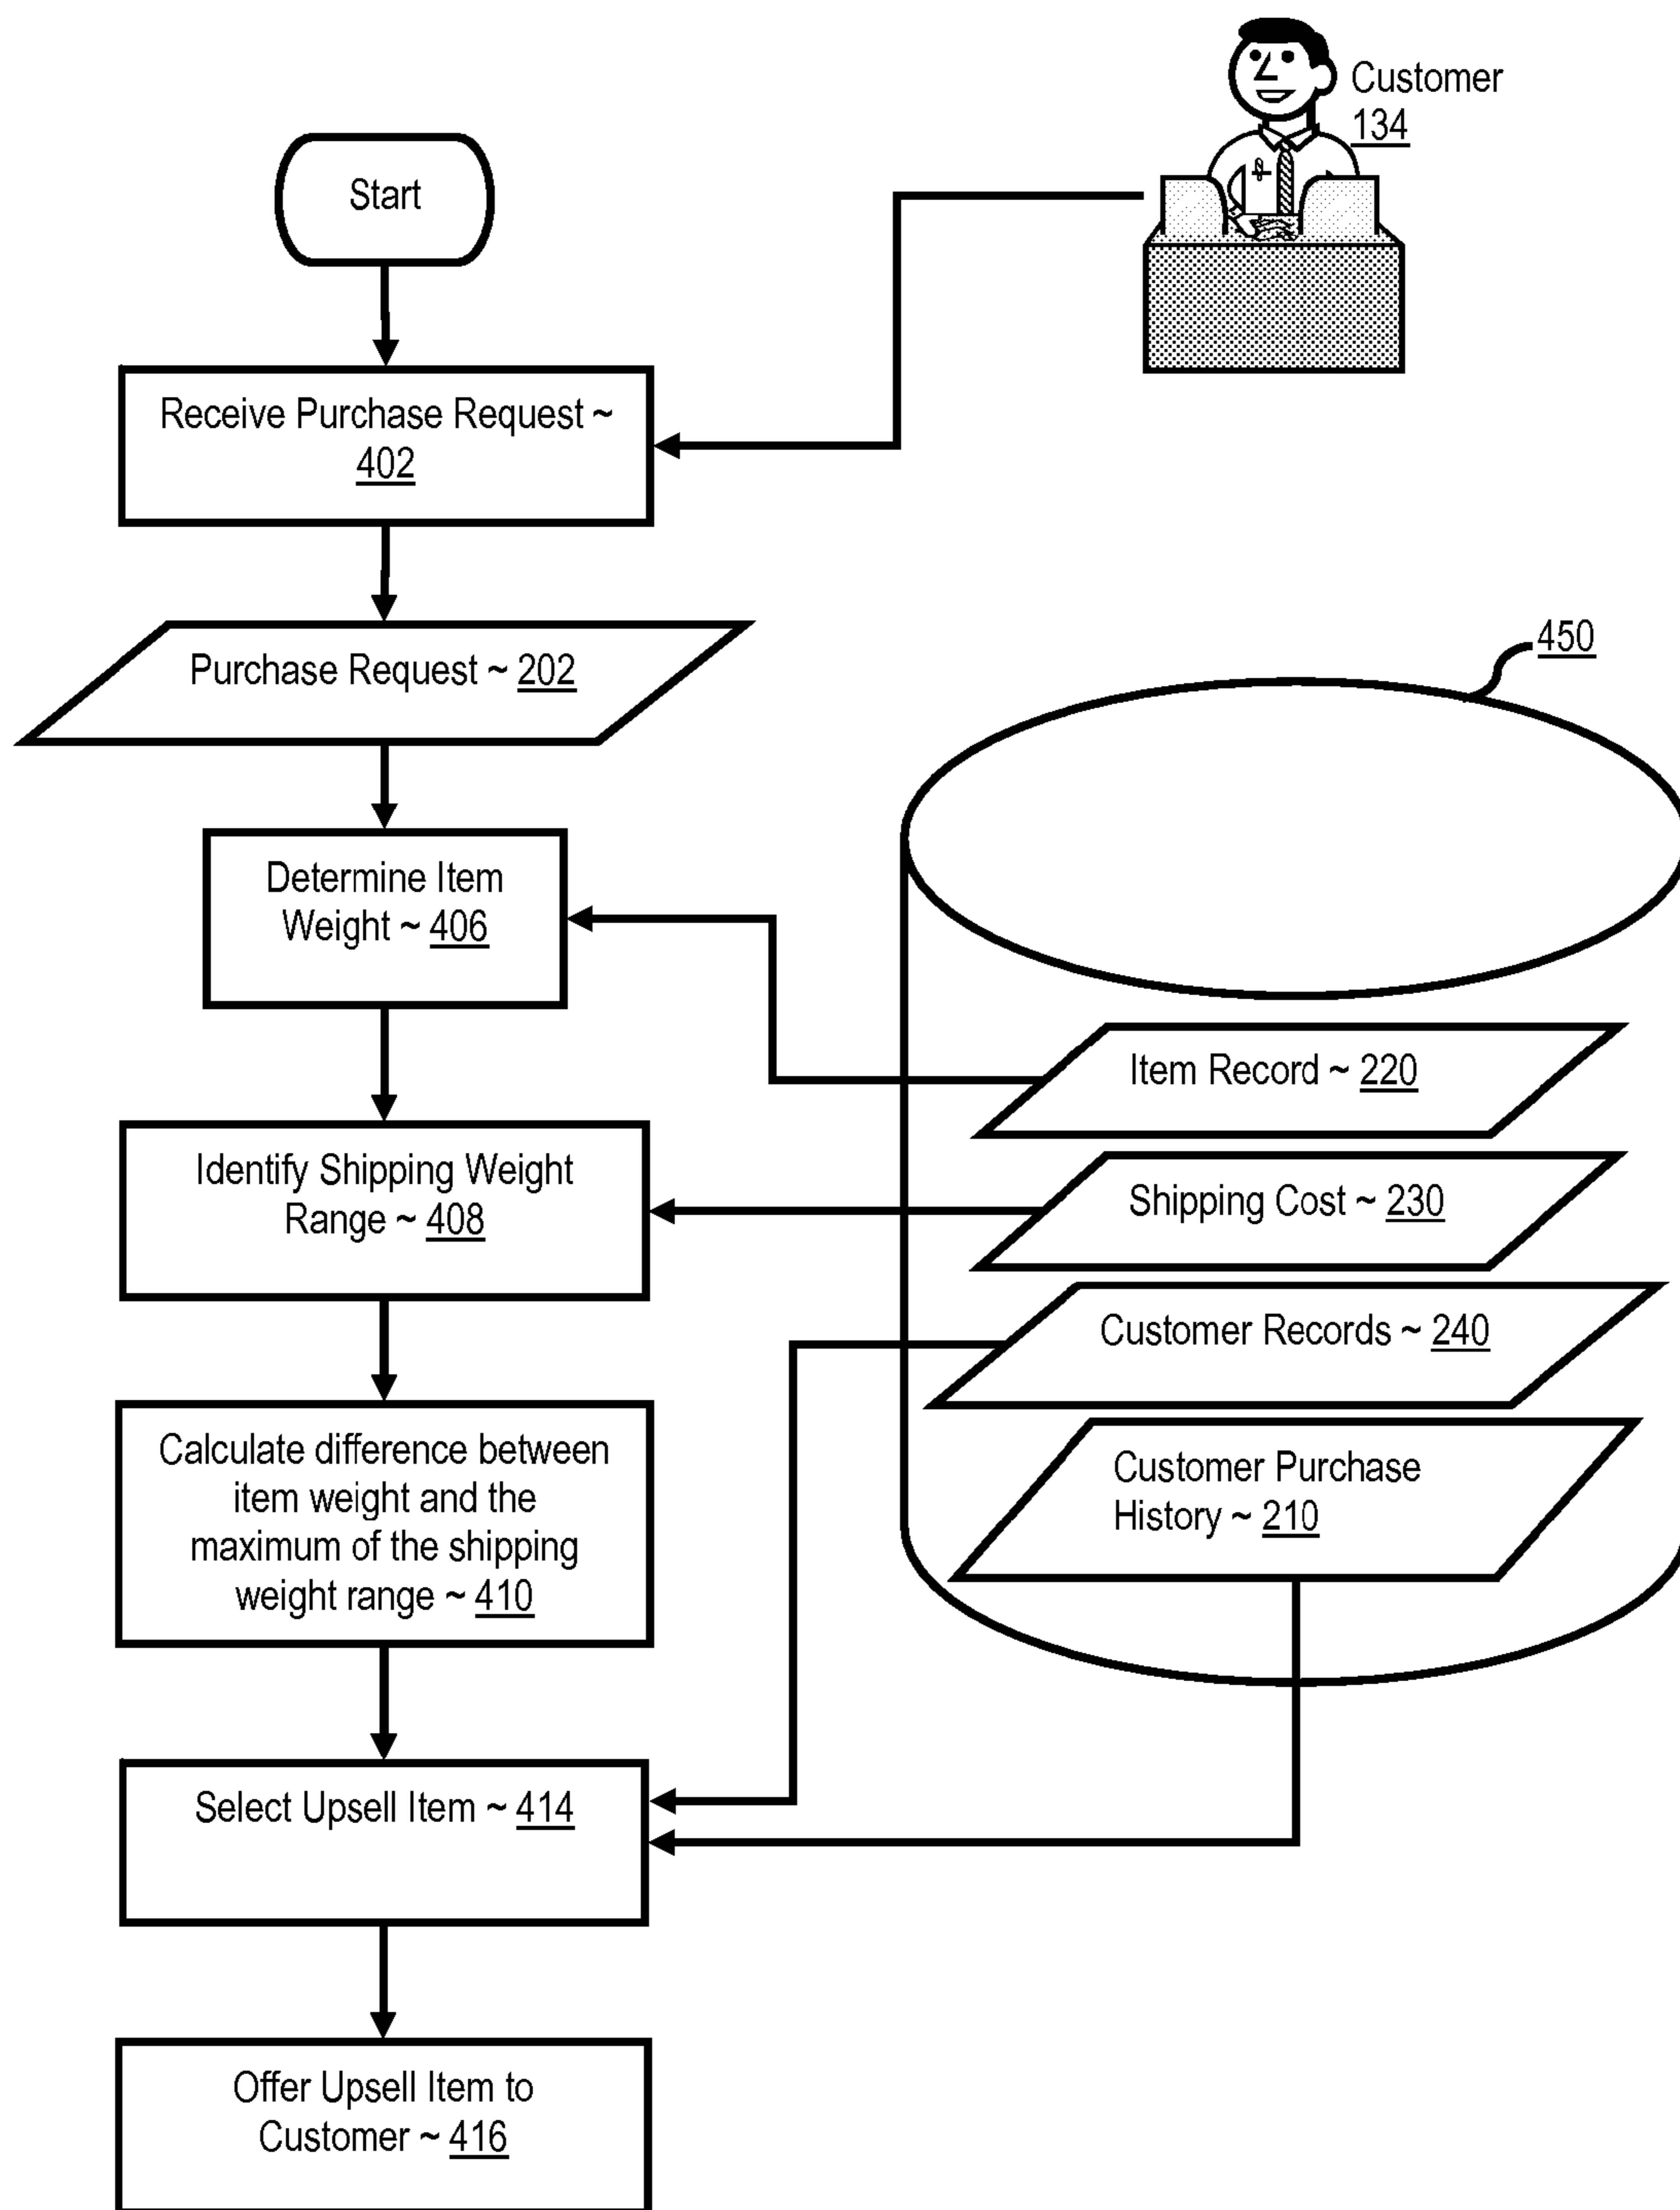 Customer
134
Start
Receive Purchase Request ~
402
Purchase Request ~ 202
450
Determine Item
Weight ~ 406
Item Record ~ 220
Identify Shipping Weight
Range ~ 408
Shipping Cost ~ 230
Customer Records ~ 240
Calculate difference between
item weight and the
maximum of the shipping
weight range ~ 410
Customer Purchase
History ~ 210
Select Upsell Item ~ 414
Offer Upsell Item to
Customer ~ 416